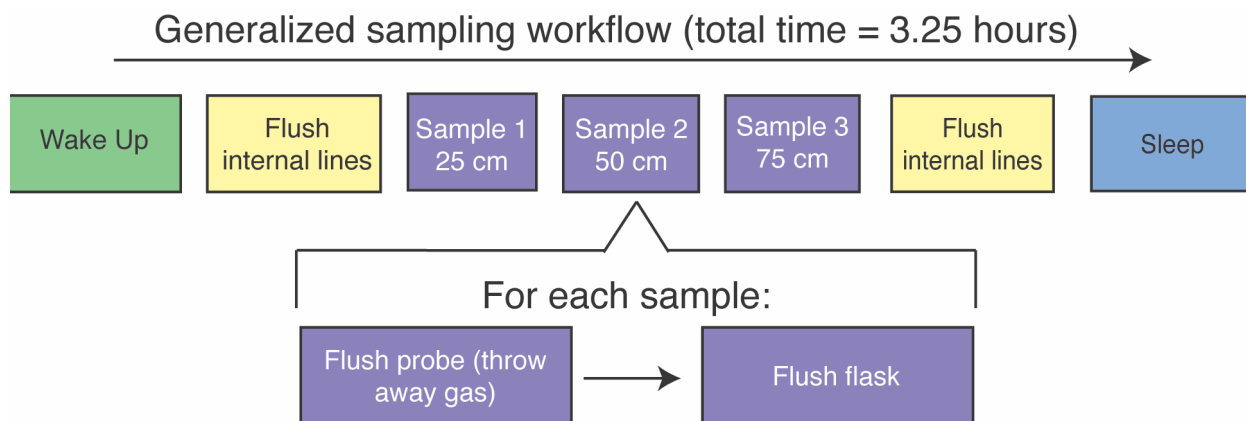 Generalized sampling workflow (total time = 3.25 hours)
Wake Up
Flush
internal lines
Sample 1
25 cm
Sample 2
50 cm
Sample 3
75 cm
Flush
internal lines
Sleep
For each sample:
Flush probe (throw
away gas)
Flush flask